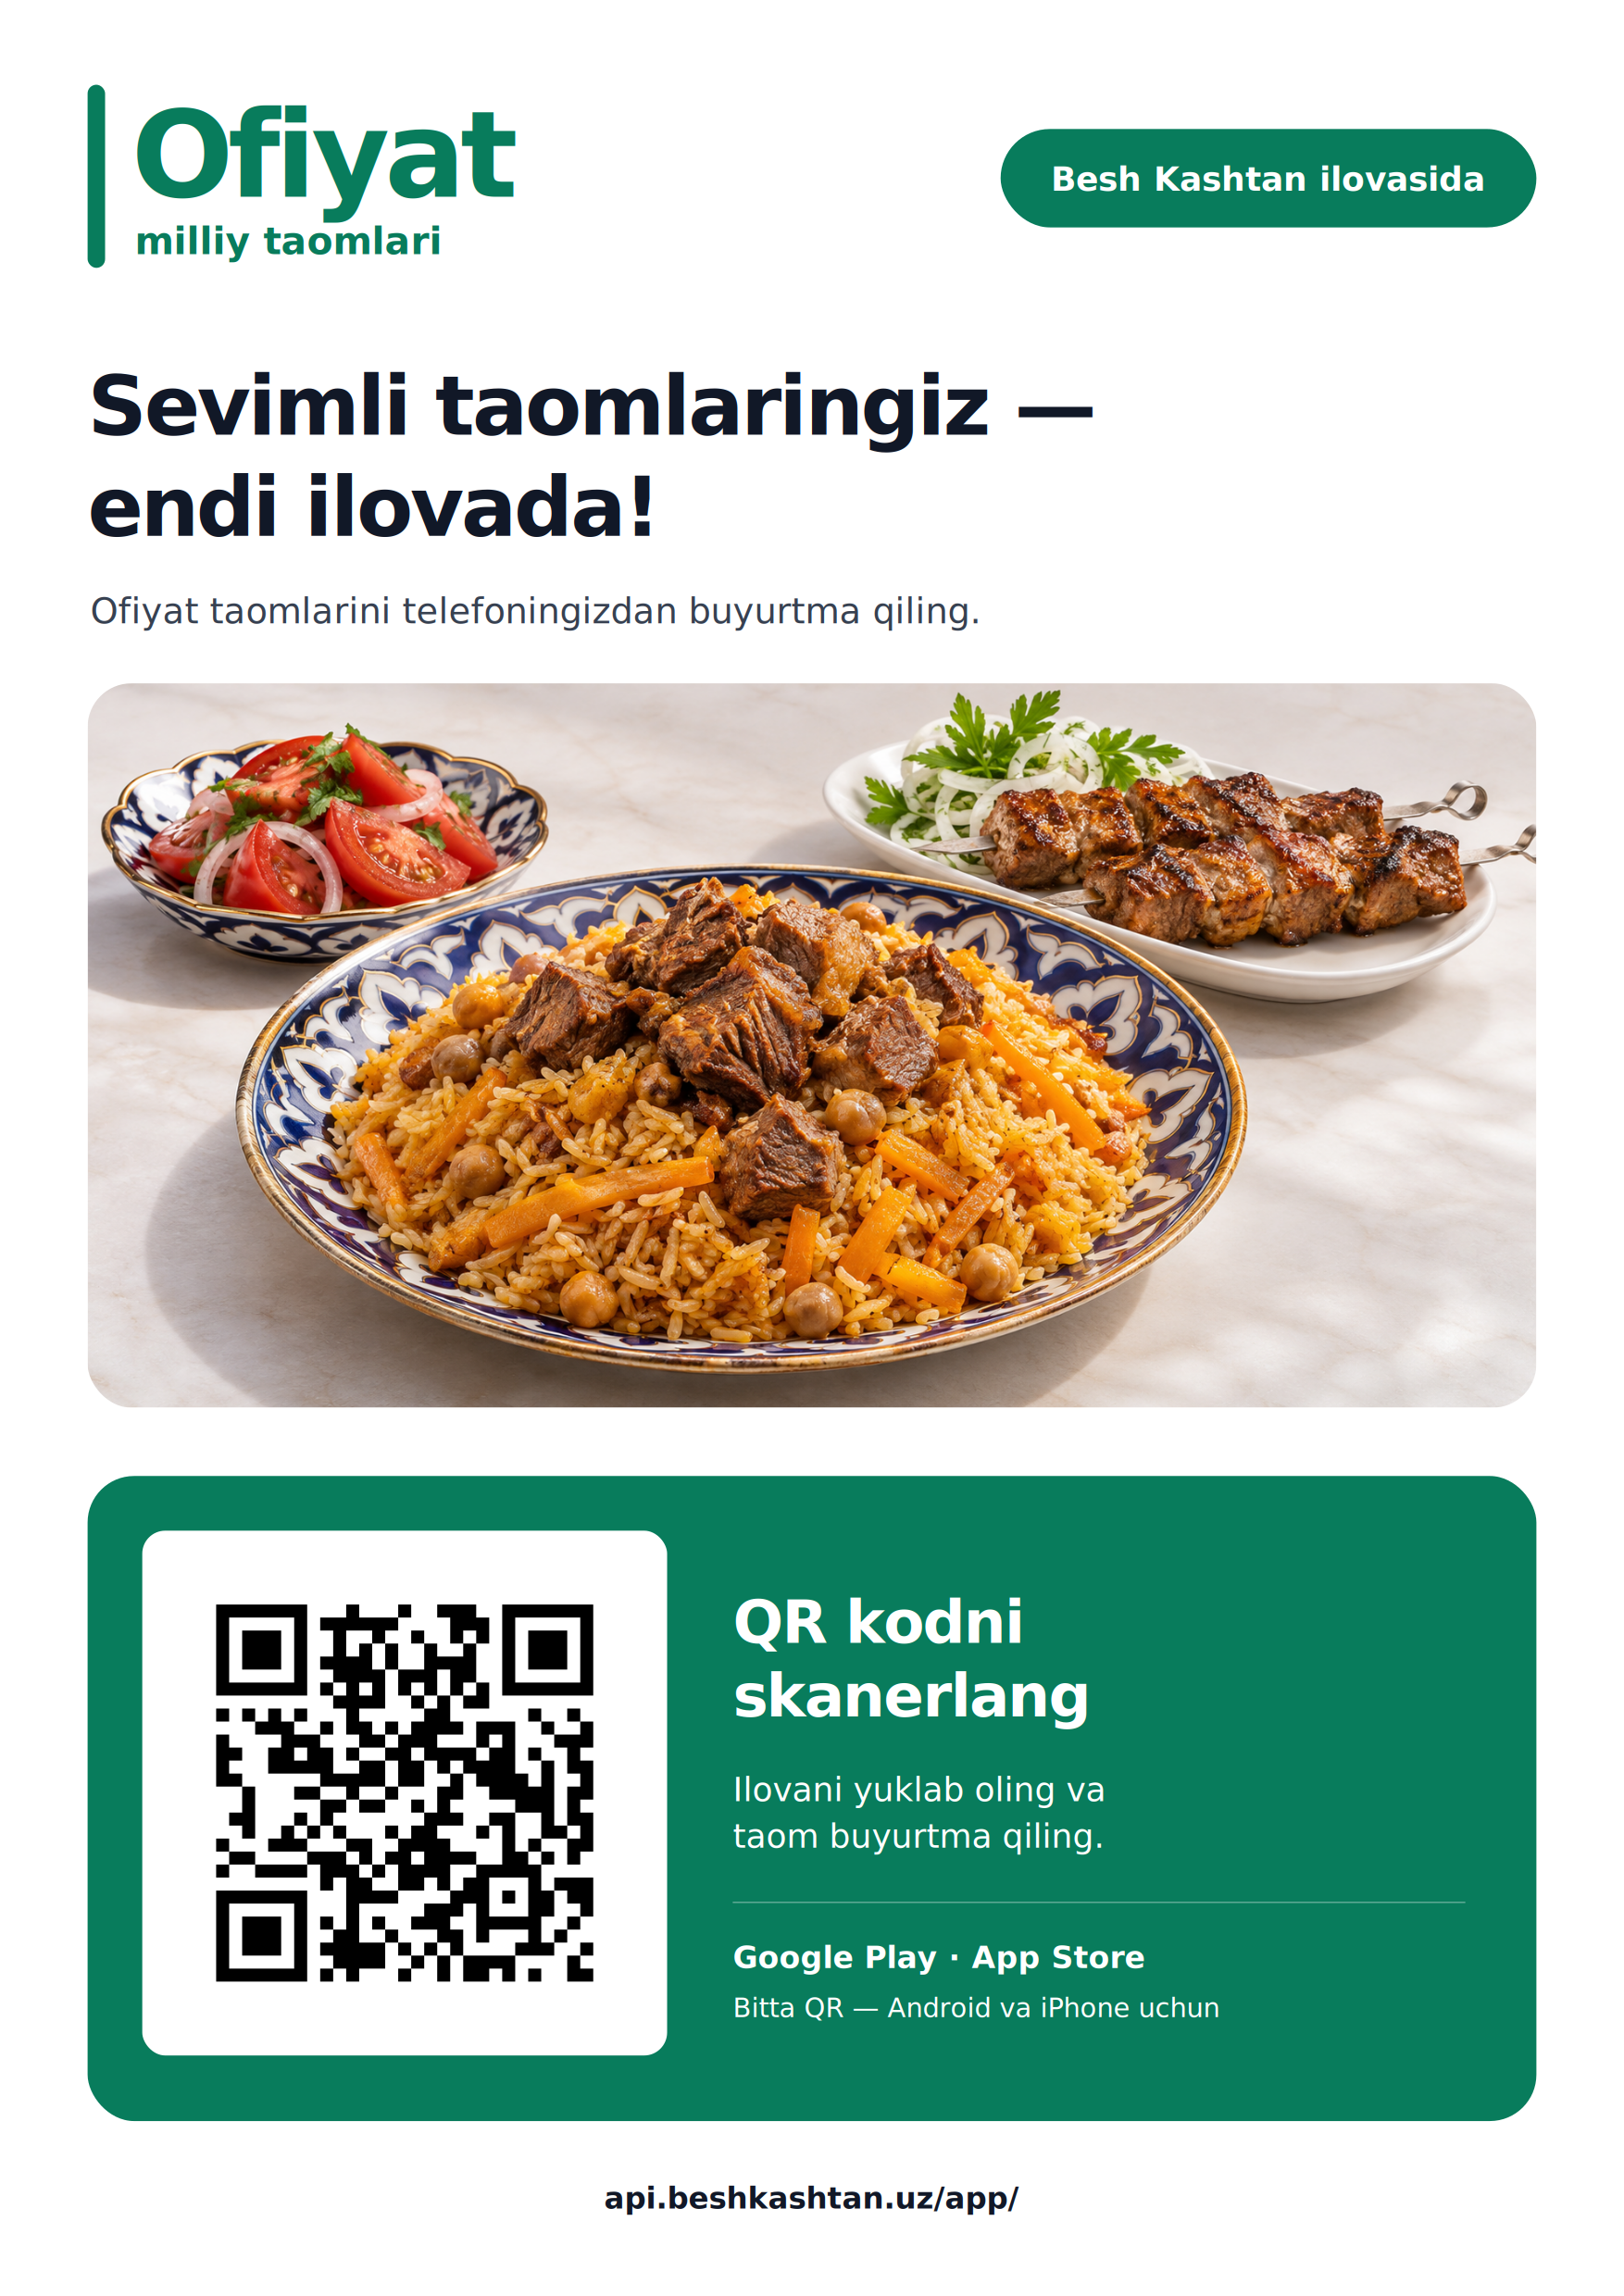 Ofiyat
milliy taomlari
Besh Kashtan ilovasida
Sevimli taomlaringiz —
endi ilovada!
Ofiyat taomlarini telefoningizdan buyurtma qiling.
QR kodni
skanerlang
Ilovani yuklab oling va
taom buyurtma qiling.
Google Play · App Store
Bitta QR — Android va iPhone uchun
api.beshkashtan.uz/app/